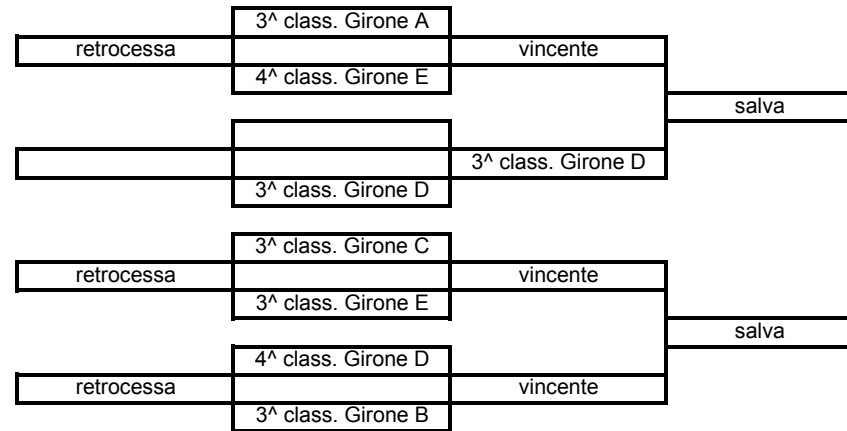 3^ class. Girone A
retrocessa vincente
4^ class. Girone E
salva
3^ class. Girone D
3^ class. Girone D
3^ class. Girone C
retrocessa vincente
3^ class. Girone E
salva
4^ class. Girone D
retrocessa vincente
3^ class. Girone B